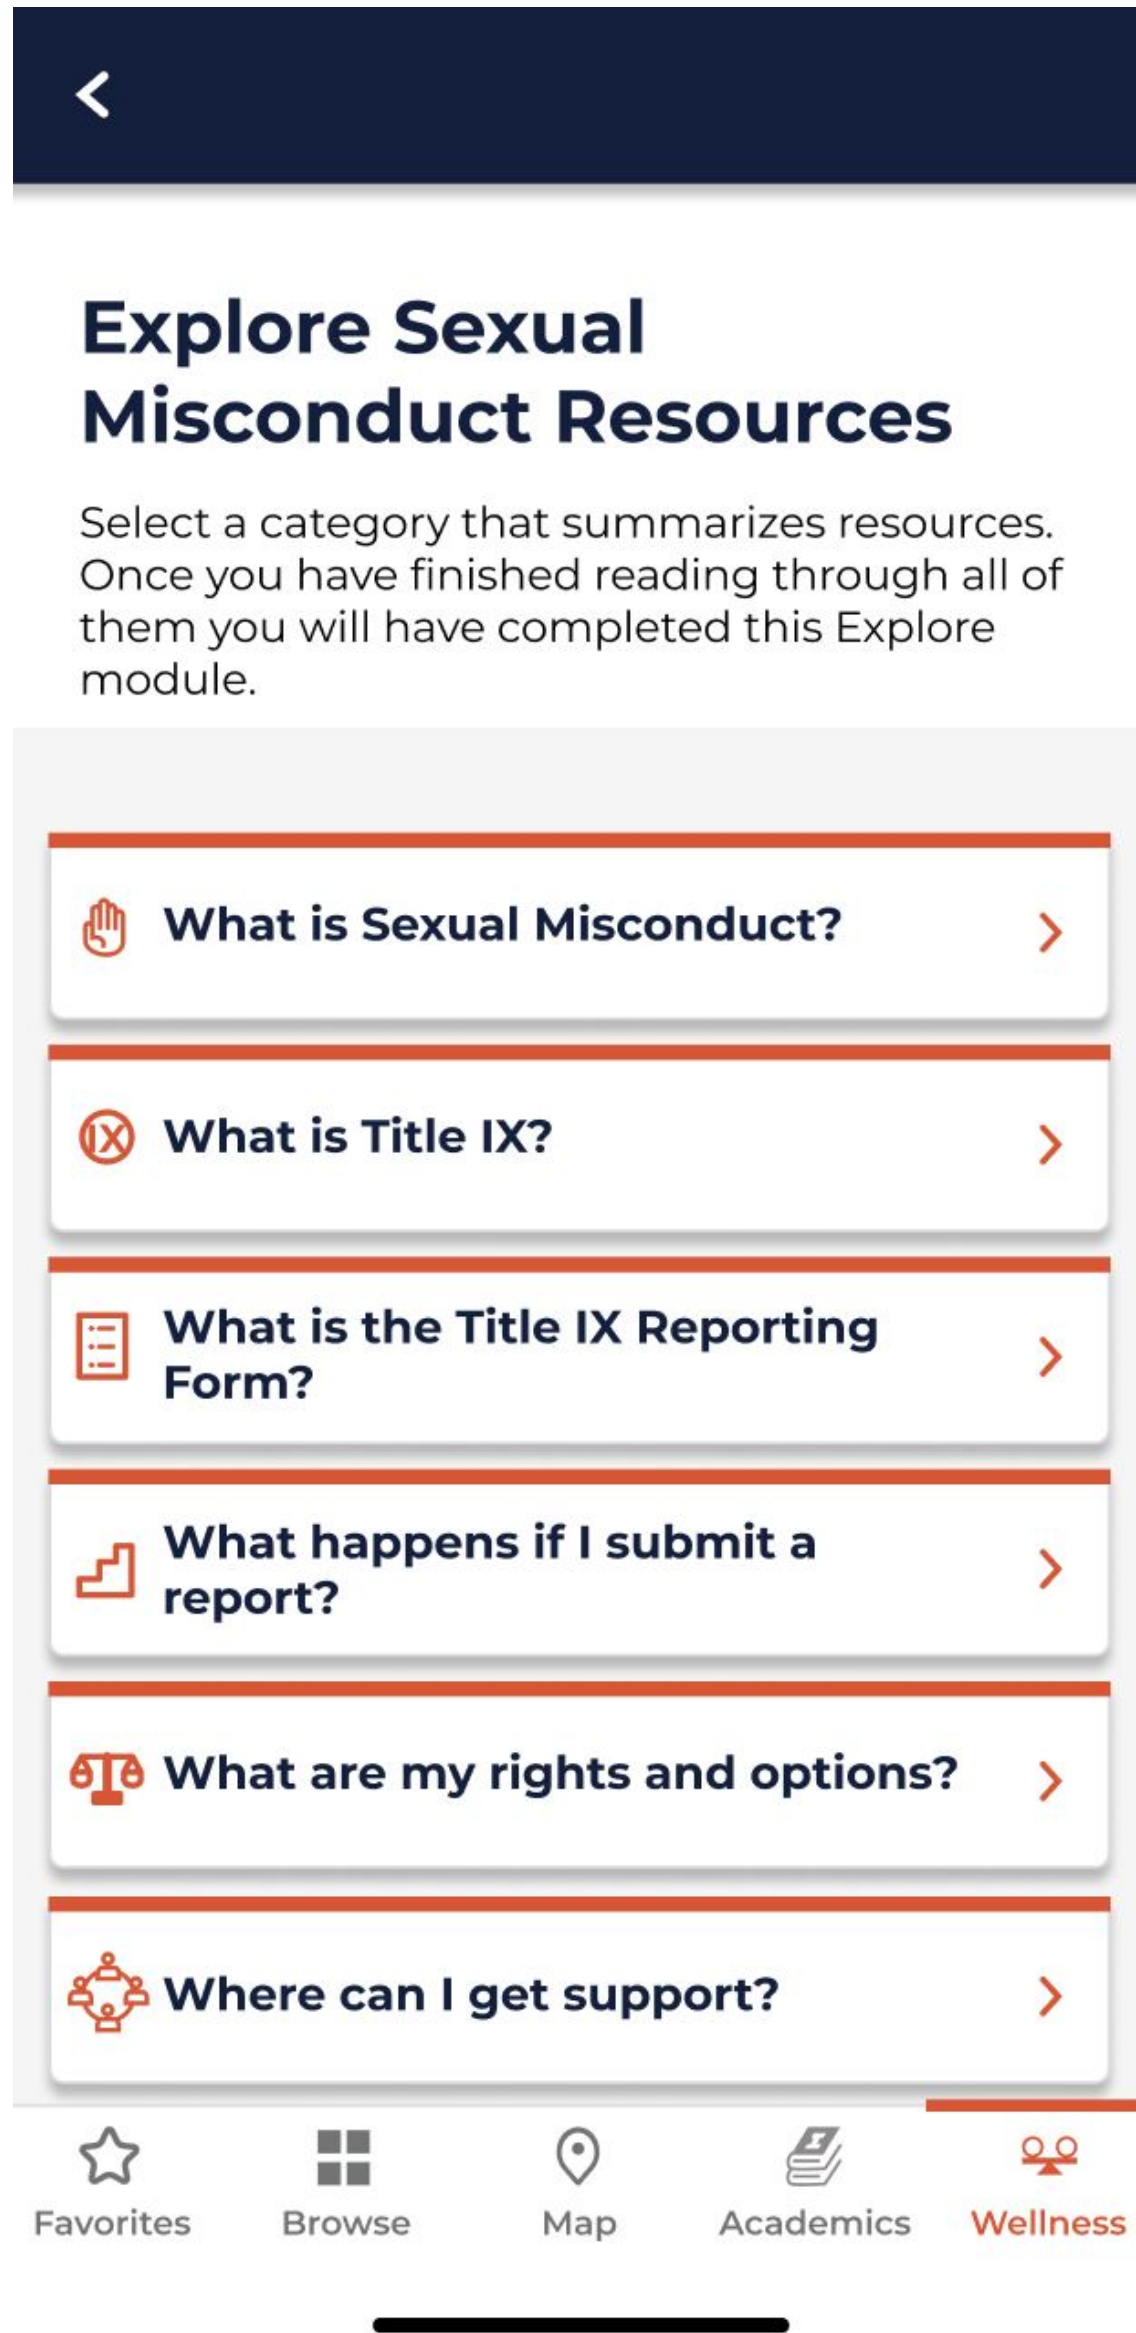 Explore Sexual
Misconduct Resources
Select a category that summarizes resources.
Once you have finished reading through all of
them you will have completed this Explore
module.
What is Sexual Misconduct?
IX
What is Title IX?
What is the Title IX Reporting
Form?
What happens if I submit a
report?
What are my rights and options?
Where can I get support?
Favorites
Browse
Map
Academics
Wellness